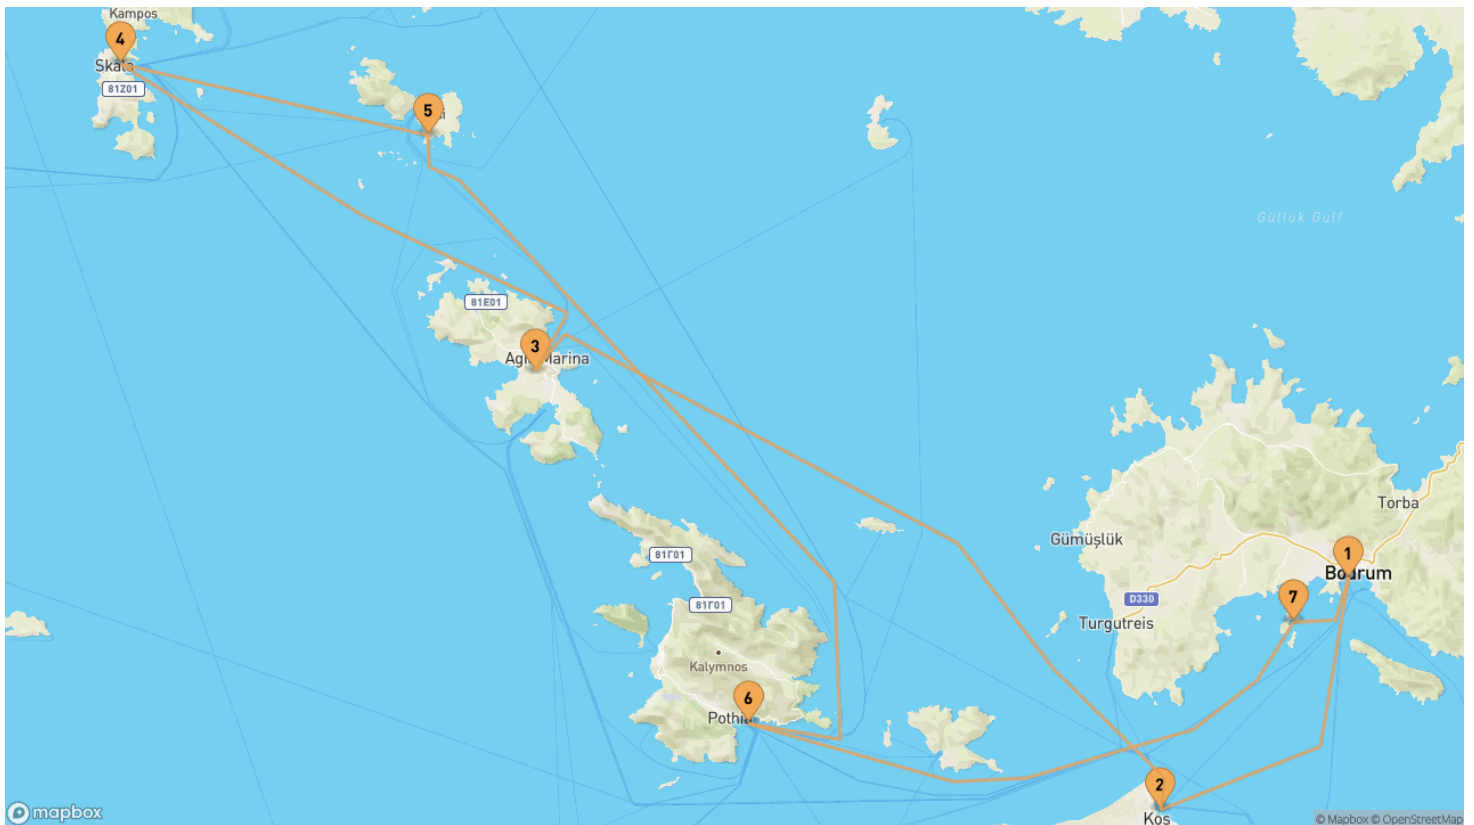 Kampos
4
Skala
81Z01
5
Güllük Gulf
81E01
3
Agia Marina
Torba
Gümüşlük
1
Bodrum
81Γ01
7
D330
81Γ01
Turgutreis
Kalymnos
6
Pothia
2
Kos
mapbox
© Mapbox © OpenStreetMap